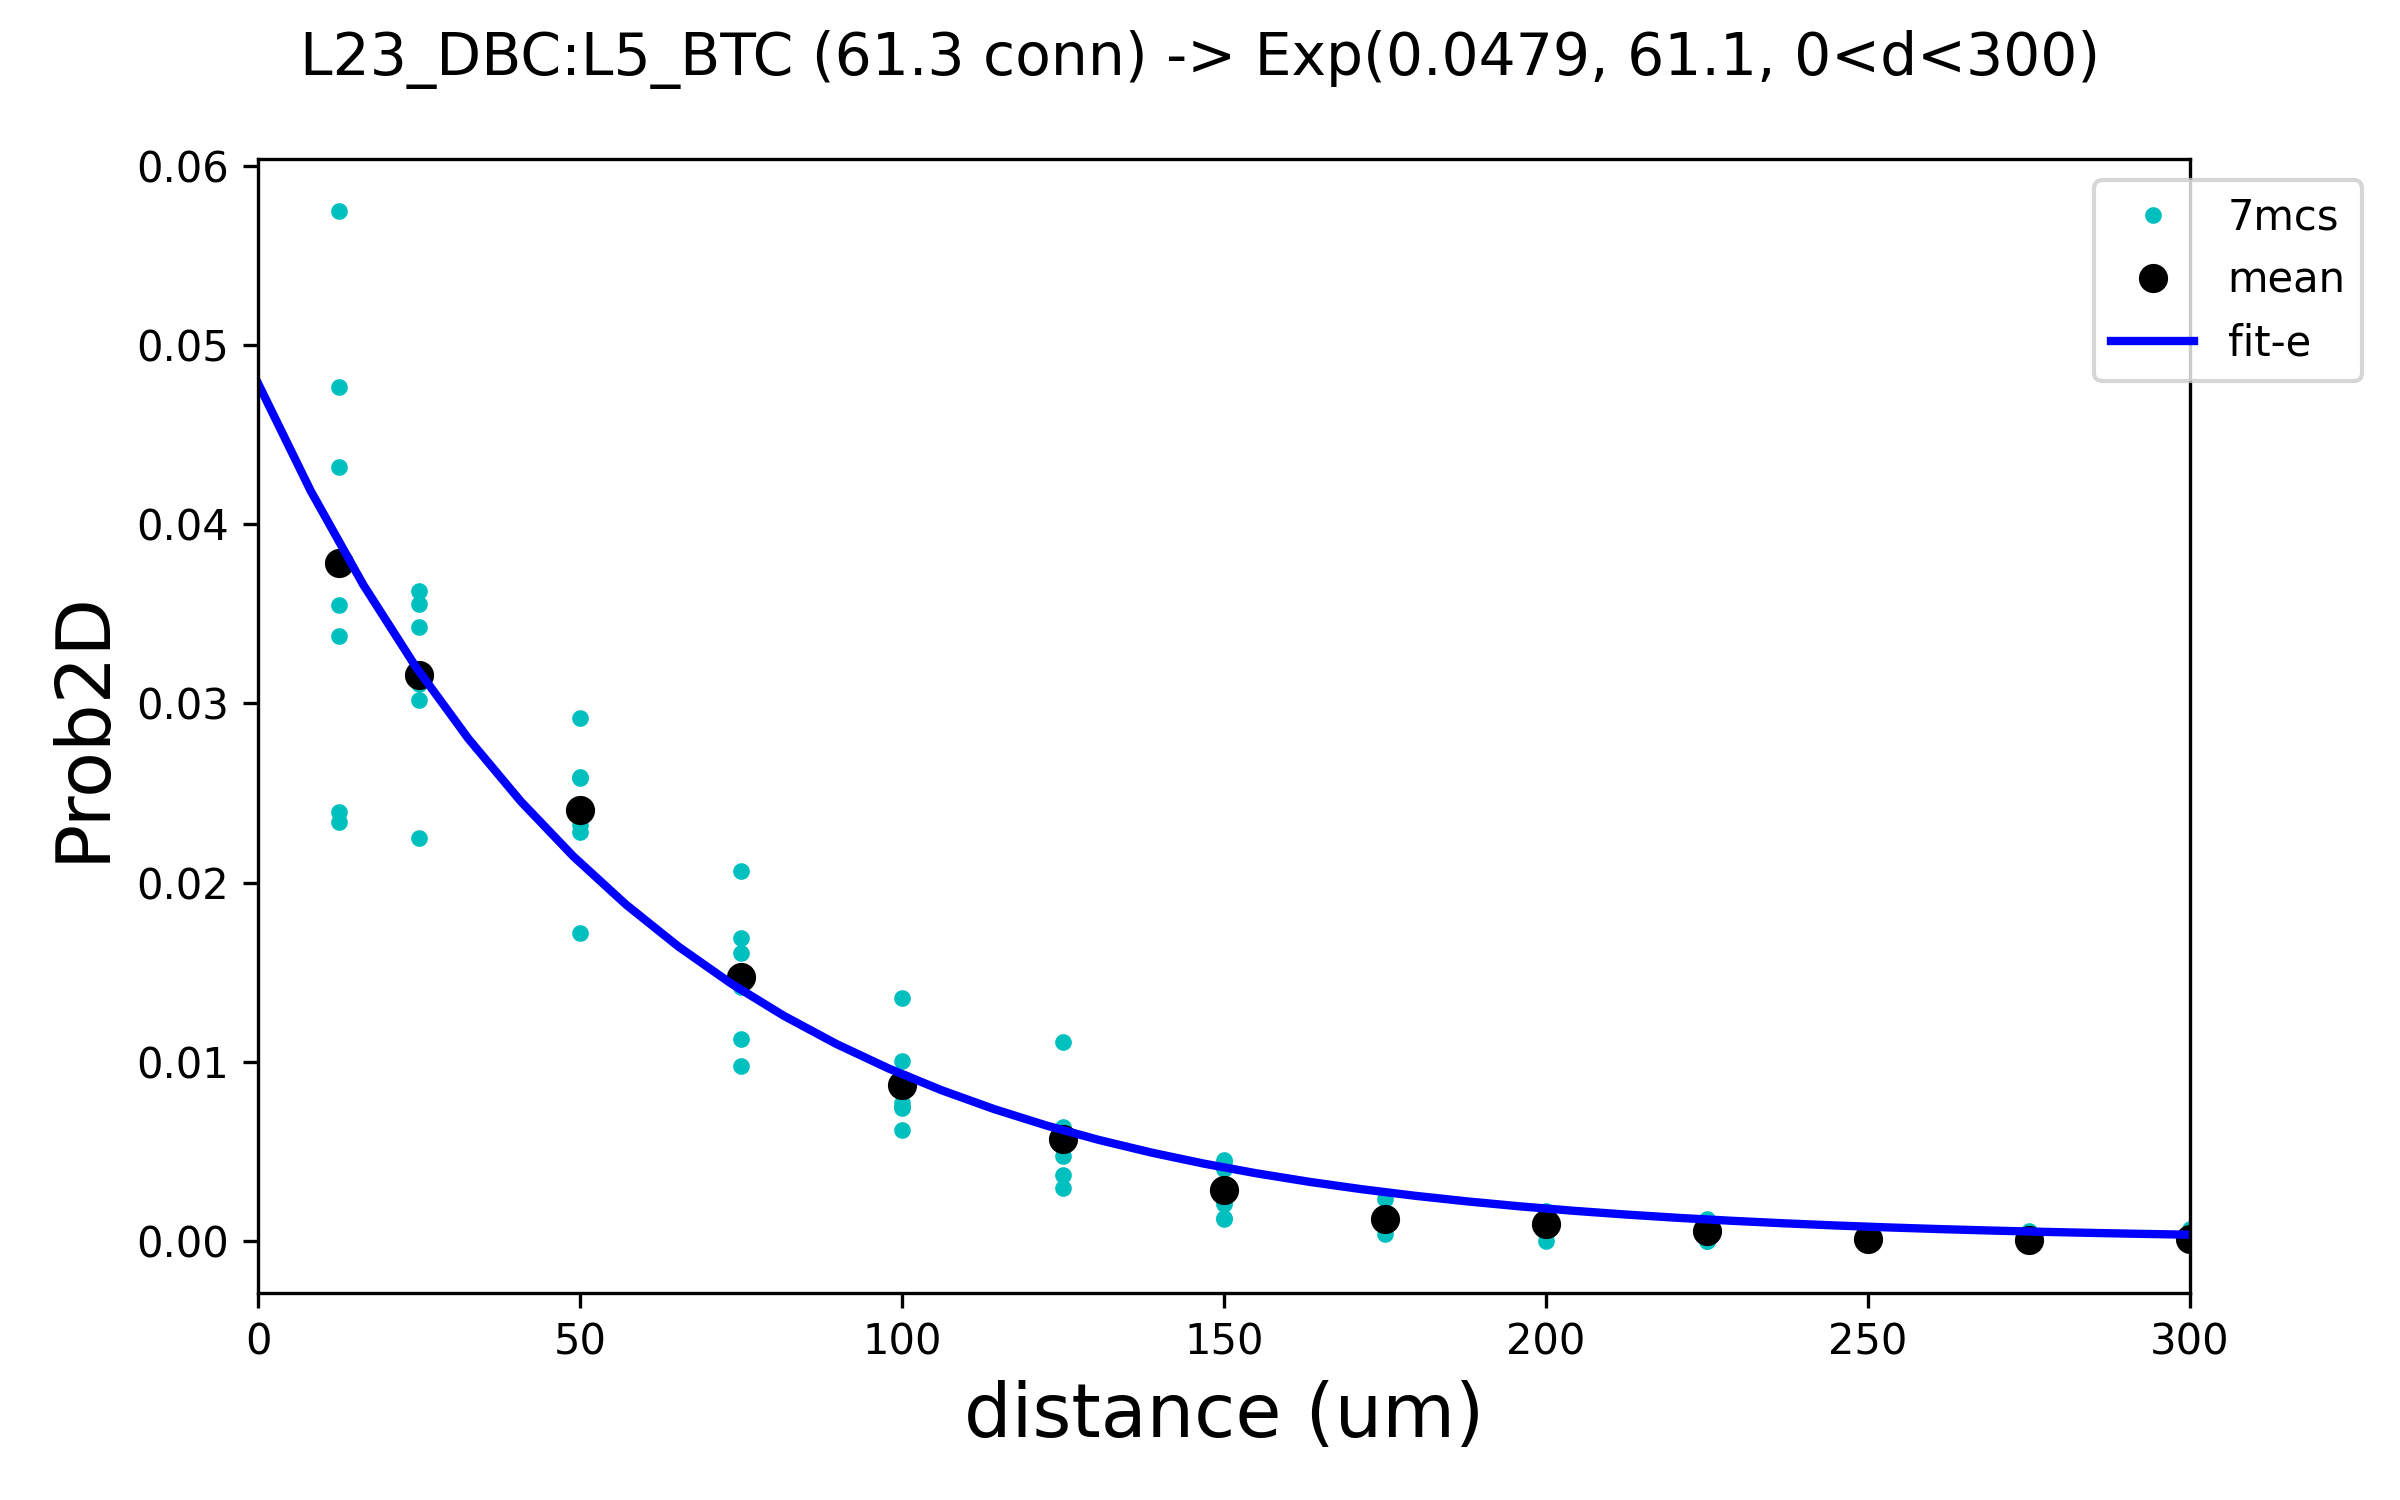 L23_DBC:L5_BTC (61.3 conn) -> Exp(0.0479, 61.1, 0<d<300)
0.06
0.05
0.04
0.03
0.02
0.01
0.00
Prob2D
7mcs
mean
fit-e
0 50 100 150 200 250 300
distance (um)